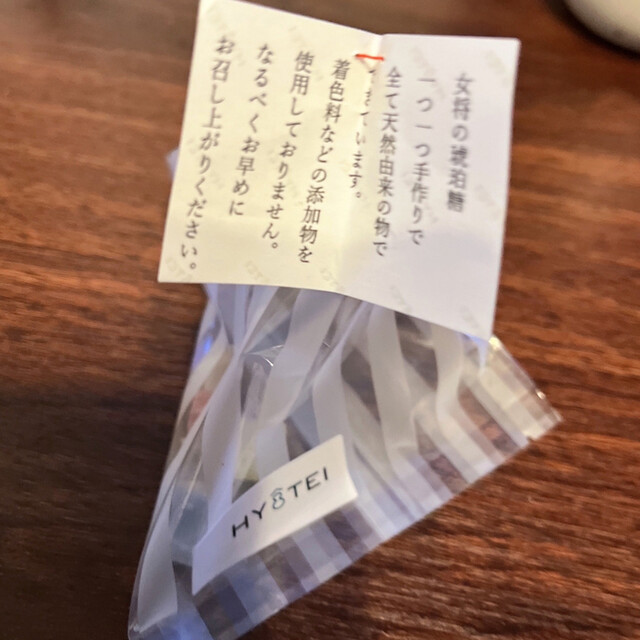 女将の琥珀糖
一つ一つ手作りで
全て天然由来の物で
きています。
着色料などの添加物を
使用しておりません。
なるべくお早めに
お召し上がりください。
HYOTEI